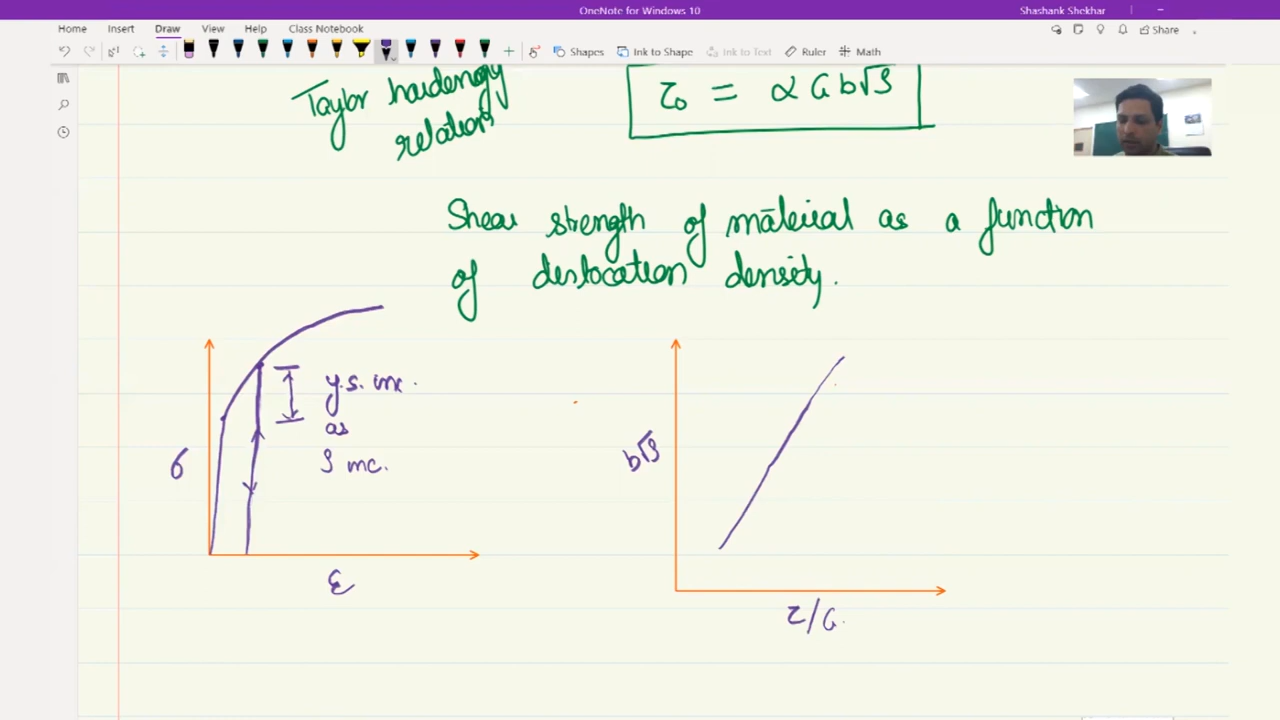 OneNote for Windows 10
Shashank Shekhar
Home Insert Draw View Help Class Notebook
Shapes Ink to Shape Ink to Text Ruler Math
Share
Taylor hardening
relation
τ₀ = α G b√ρ
Shear strength of material as a function
of dislocation density.
y.s. inc.
as
ρ inc.
σ
ε
b√ρ
τ/G